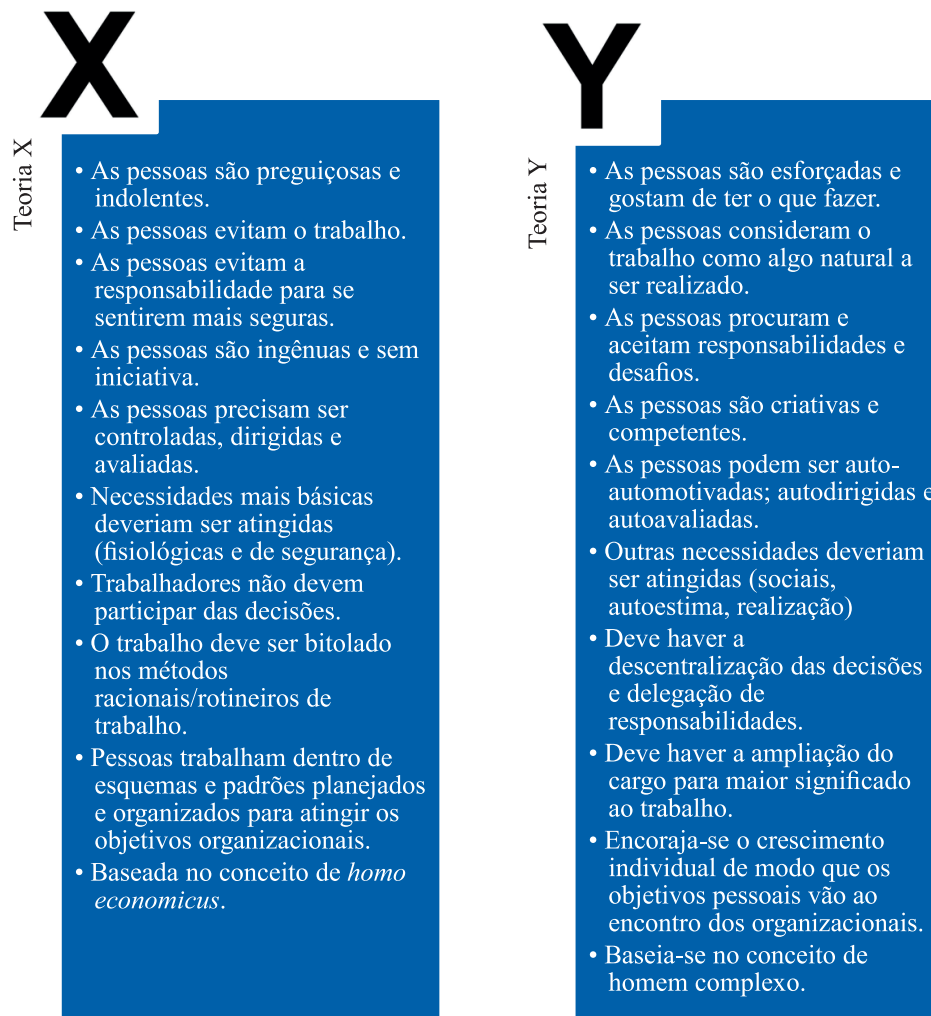 X
Teoria X
• As pessoas são preguiçosas e
indolentes.
• As pessoas evitam o trabalho.
• As pessoas evitam a
responsabilidade para se
sentirem mais seguras.
• As pessoas são ingênuas e sem
iniciativa.
• As pessoas precisam ser
controladas, dirigidas e
avaliadas.
• Necessidades mais básicas
deveriam ser atingidas
(fisiológicas e de segurança).
• Trabalhadores não devem
participar das decisões.
• O trabalho deve ser bitolado
nos métodos
racionais/rotineiros de
trabalho.
• Pessoas trabalham dentro de
esquemas e padrões planejados
e organizados para atingir os
objetivos organizacionais.
• Baseada no conceito de homo
economicus.
Y
Teoria Y
• As pessoas são esforçadas e
gostam de ter o que fazer.
• As pessoas consideram o
trabalho como algo natural a
ser realizado.
• As pessoas procuram e
aceitam responsabilidades e
desafios.
• As pessoas são criativas e
competentes.
• As pessoas podem ser auto-
automotivadas; autodirigidas e
autoavaliadas.
• Outras necessidades deveriam
ser atingidas (sociais,
autoestima, realização)
• Deve haver a
descentralização das decisões
e delegação de
responsabilidades.
• Deve haver a ampliação do
cargo para maior significado
ao trabalho.
• Encoraja-se o crescimento
individual de modo que os
objetivos pessoais vão ao
encontro dos organizacionais.
• Baseia-se no conceito de
homem complexo.